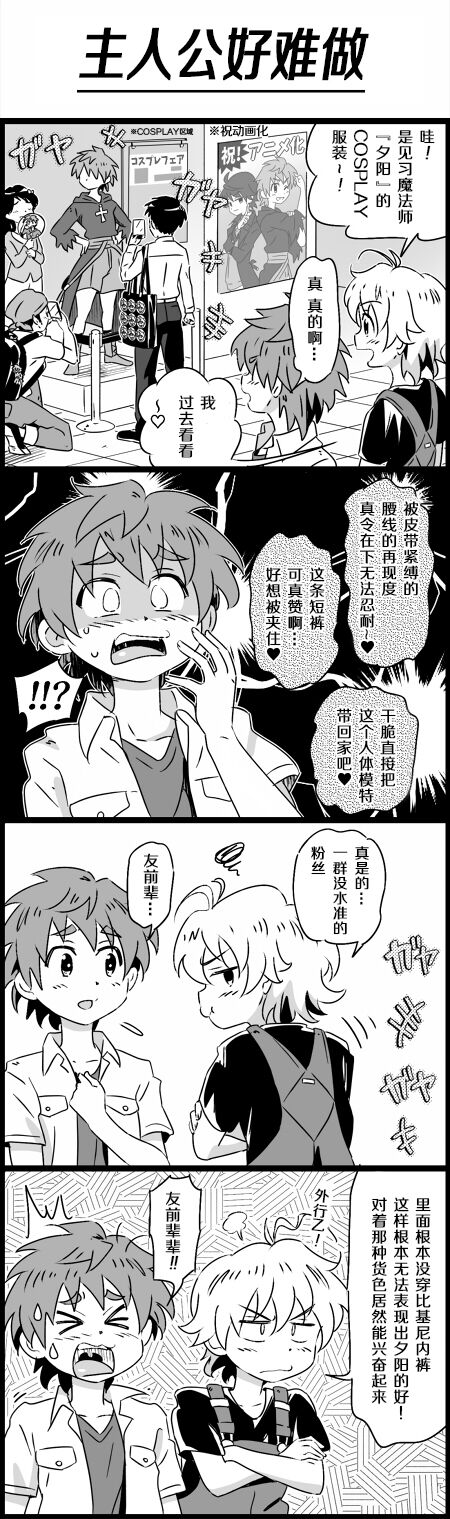 主人公好难做
哇！
是见习魔法师
『夕阳』的
COSPLAY
服装~！
※祝动画化
※COSPLAY区域
祝！アニメ化
コスプレフェア
ガヤ
ガヤ
真 真的啊…
我
过去看看
~♡
被皮带紧缚的
腰线的再现度
真令在下无法忍耐~♥
这条短裤
可真赞啊…
好想被夹住♥
干脆直接把
这个人体模特
带回家吧♥
!!?
真是的…
一群没水准的
粉丝
友前辈…
ガヤ
ガヤ
里面根本没穿比基尼内裤
这样根本无法表现出夕阳的好！
对着那种货色居然能兴奋起来
外行之！
友前辈辈!!